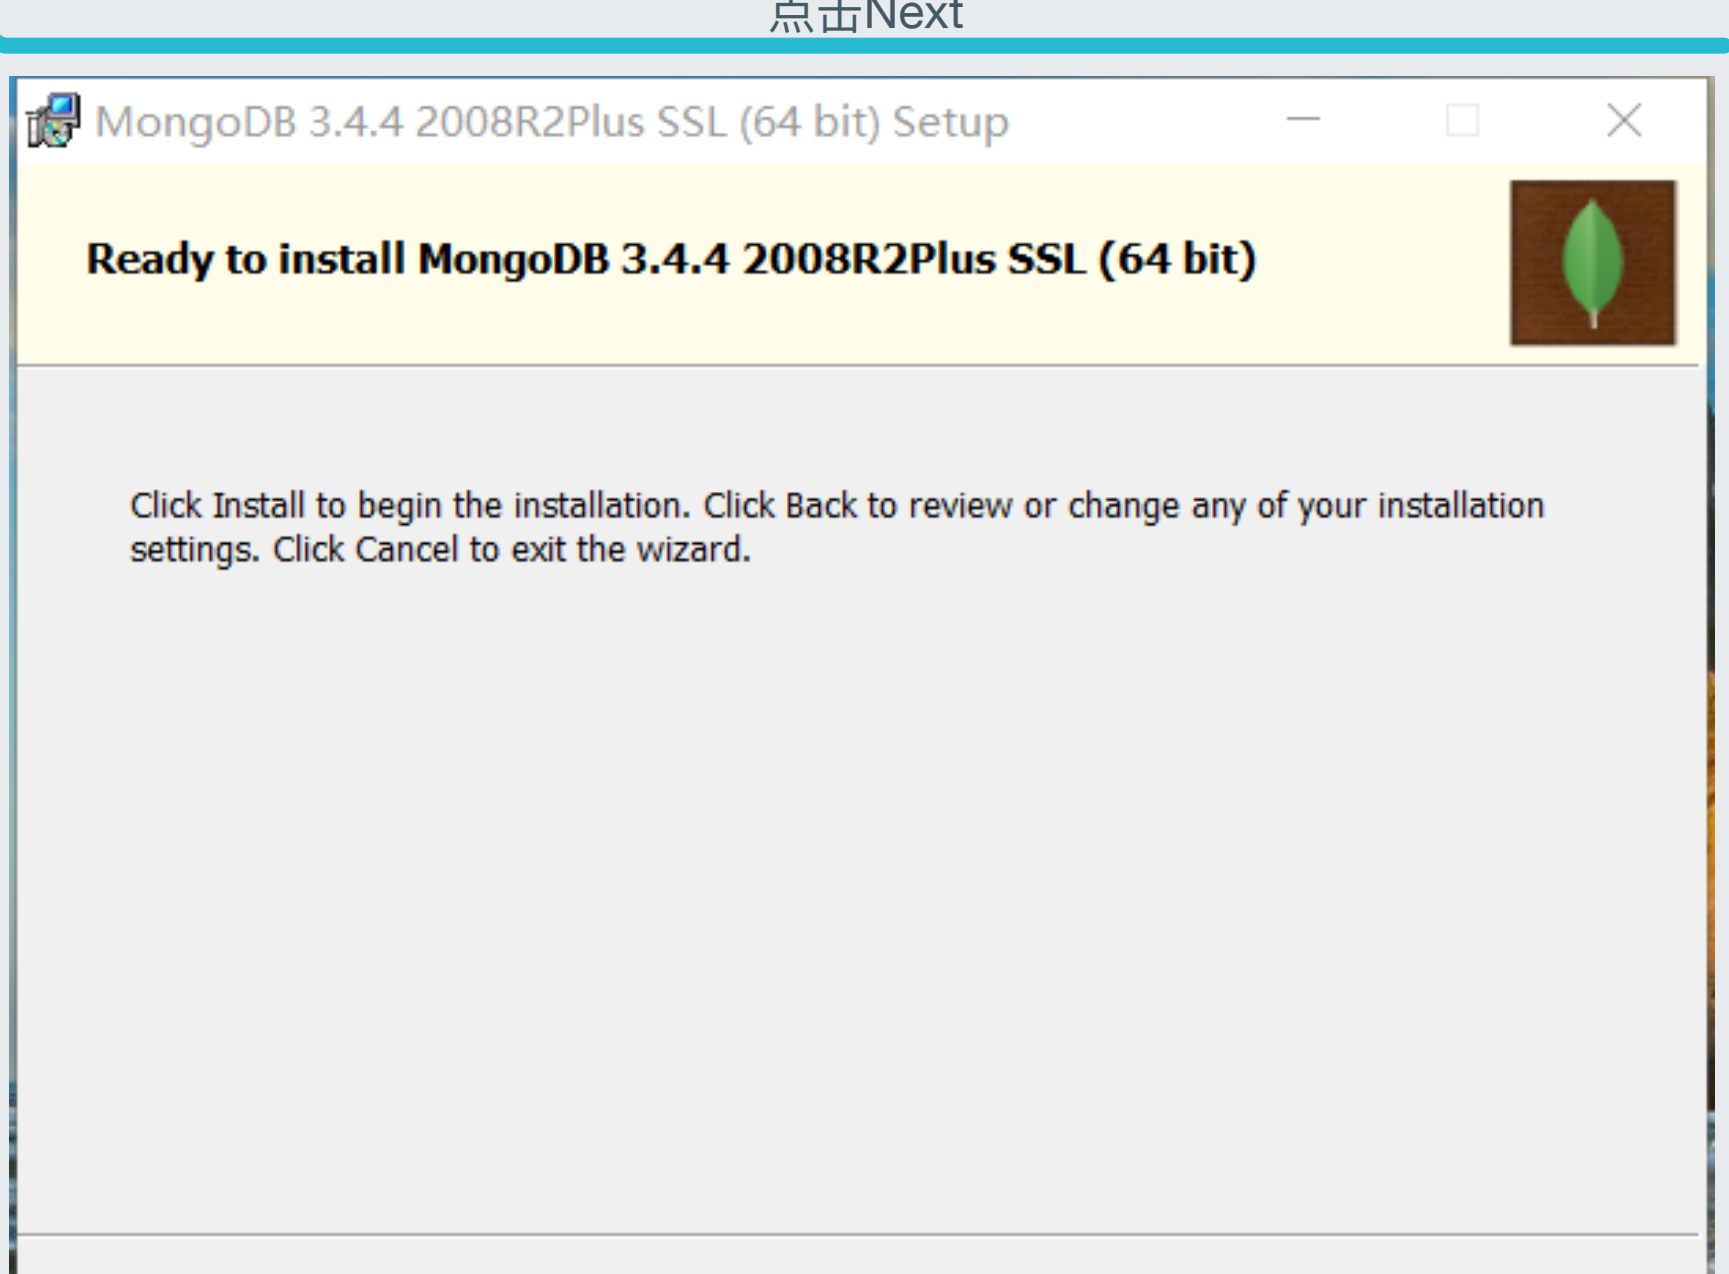 点击Next
MongoDB 3.4.4 2008R2Plus SSL (64 bit) Setup
Ready to install MongoDB 3.4.4 2008R2Plus SSL (64 bit)
Click Install to begin the installation. Click Back to review or change any of your installation
settings. Click Cancel to exit the wizard.